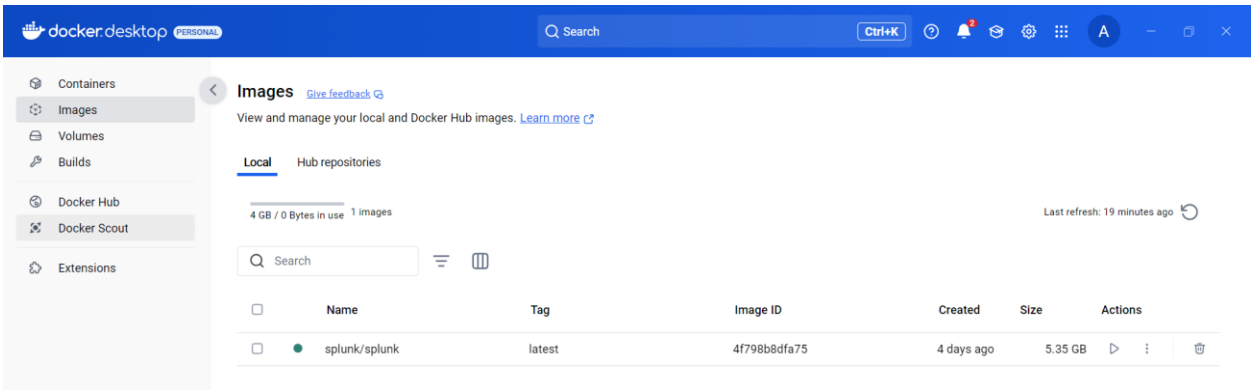 docker.desktop PERSONAL Search Ctrl+K 2 A
Containers
Images
Volumes
Builds
Docker Hub
Docker Scout
Extensions
Images Give feedback
View and manage your local and Docker Hub images. Learn more
Local Hub repositories
4 GB / 0 Bytes in use 1 images Last refresh: 19 minutes ago
Search
Name Tag Image ID Created Size Actions
splunk/splunk latest 4f798b8dfa75 4 days ago 5.35 GB